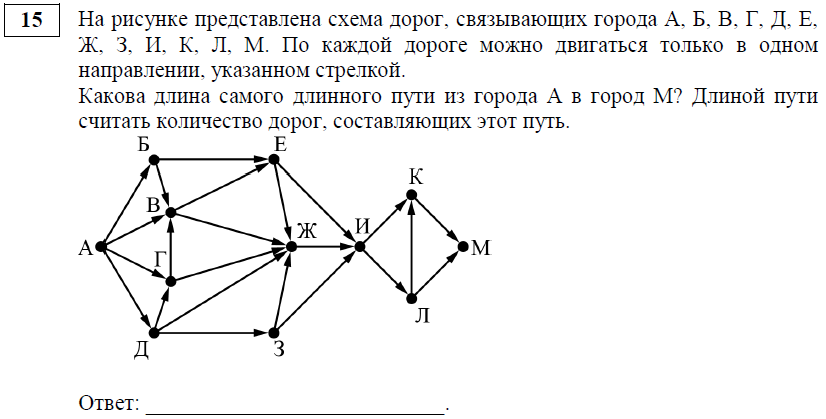 15
На рисунке представлена схема дорог, связывающих города А, Б, В, Г, Д, Е,
Ж, З, И, К, Л, М. По каждой дороге можно двигаться только в одном
направлении, указанном стрелкой.
Какова длина самого длинного пути из города А в город М? Длиной пути
считать количество дорог, составляющих этот путь.
Б Е
К
В
Ж И
А М
Г
Л
Д З
Ответ: ____________________________.